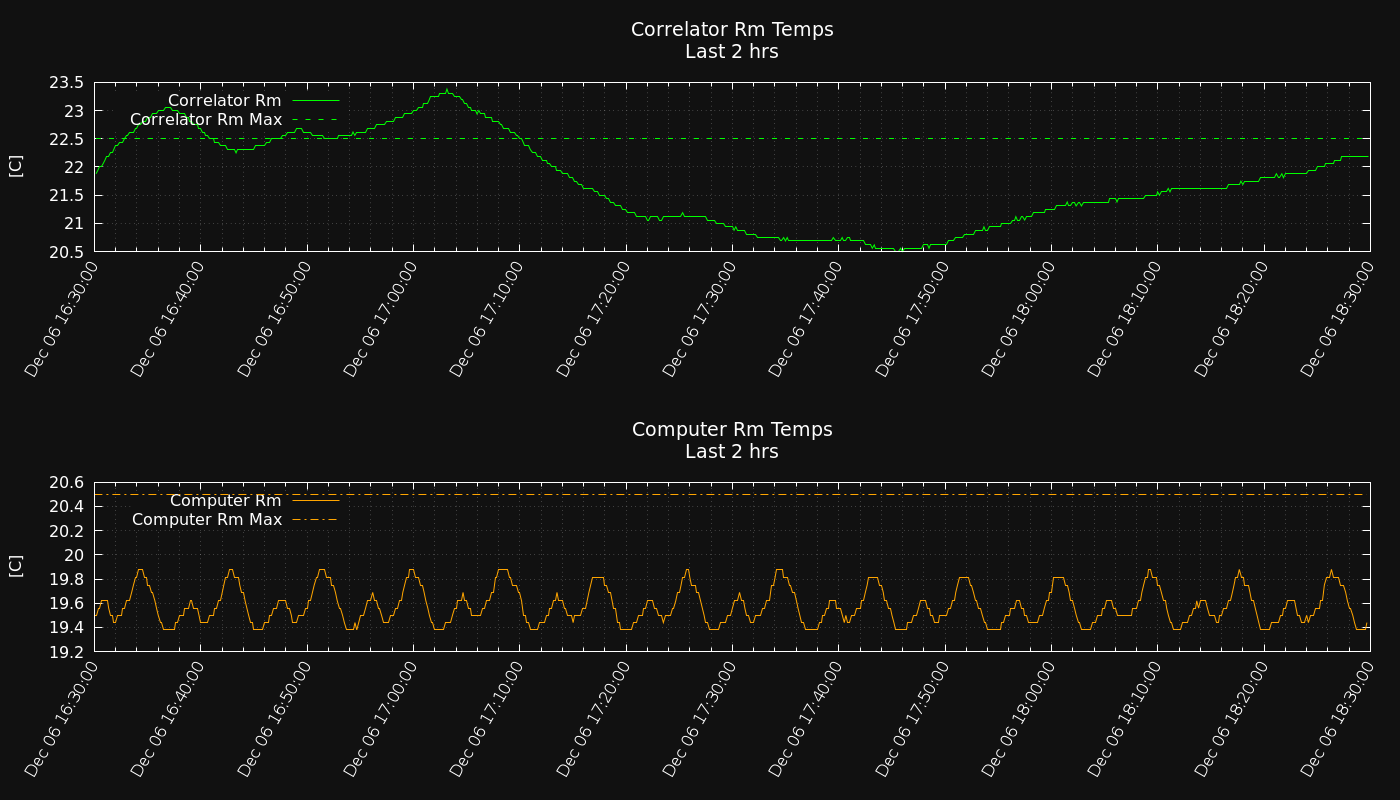 Correlator Rm Temps
Last 2 hrs
[C]
23.5
23
22.5
22
21.5
21
20.5
Correlator Rm
Correlator Rm Max
Dec 06 16:30:00
Dec 06 16:40:00
Dec 06 16:50:00
Dec 06 17:00:00
Dec 06 17:10:00
Dec 06 17:20:00
Dec 06 17:30:00
Dec 06 17:40:00
Dec 06 17:50:00
Dec 06 18:00:00
Dec 06 18:10:00
Dec 06 18:20:00
Dec 06 18:30:00
Computer Rm Temps
Last 2 hrs
[C]
20.6
20.4
20.2
20
19.8
19.6
19.4
19.2
Computer Rm
Computer Rm Max
Dec 06 16:30:00
Dec 06 16:40:00
Dec 06 16:50:00
Dec 06 17:00:00
Dec 06 17:10:00
Dec 06 17:20:00
Dec 06 17:30:00
Dec 06 17:40:00
Dec 06 17:50:00
Dec 06 18:00:00
Dec 06 18:10:00
Dec 06 18:20:00
Dec 06 18:30:00